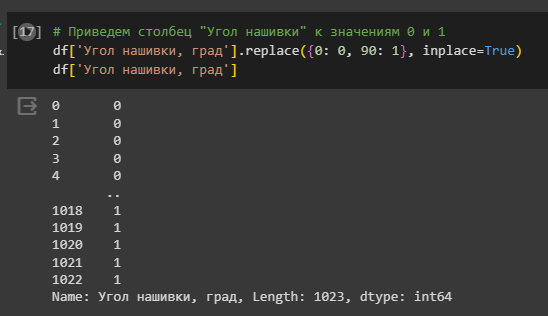 [17] # Приведем столбец "Угол нашивки" к значениям 0 и 1
df['Угол нашивки, град'].replace({0: 0, 90: 1}, inplace=True)
df['Угол нашивки, град']
0 0
1 0
2 0
3 0
4 0
..
1018 1
1019 1
1020 1
1021 1
1022 1
Name: Угол нашивки, град, Length: 1023, dtype: int64